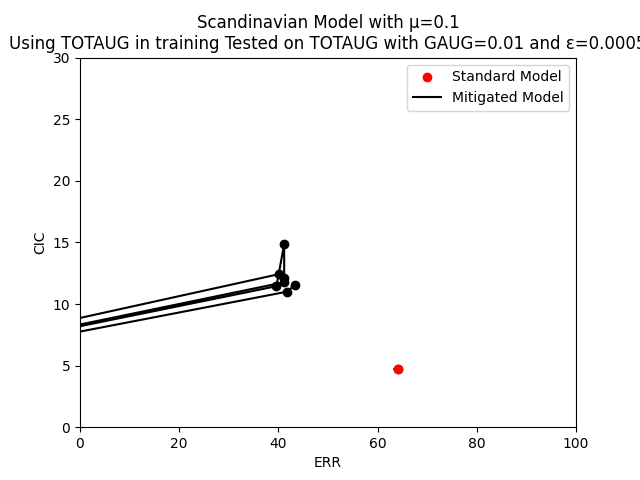 Scandinavian Model with μ=0.1
Using TOTAUG in training Tested on TOTAUG with GAUG=0.01 and ε=0.0005
30
25
20
15
10
5
0
CIC
Standard Model
Mitigated Model
0 20 40 60 80 100
ERR